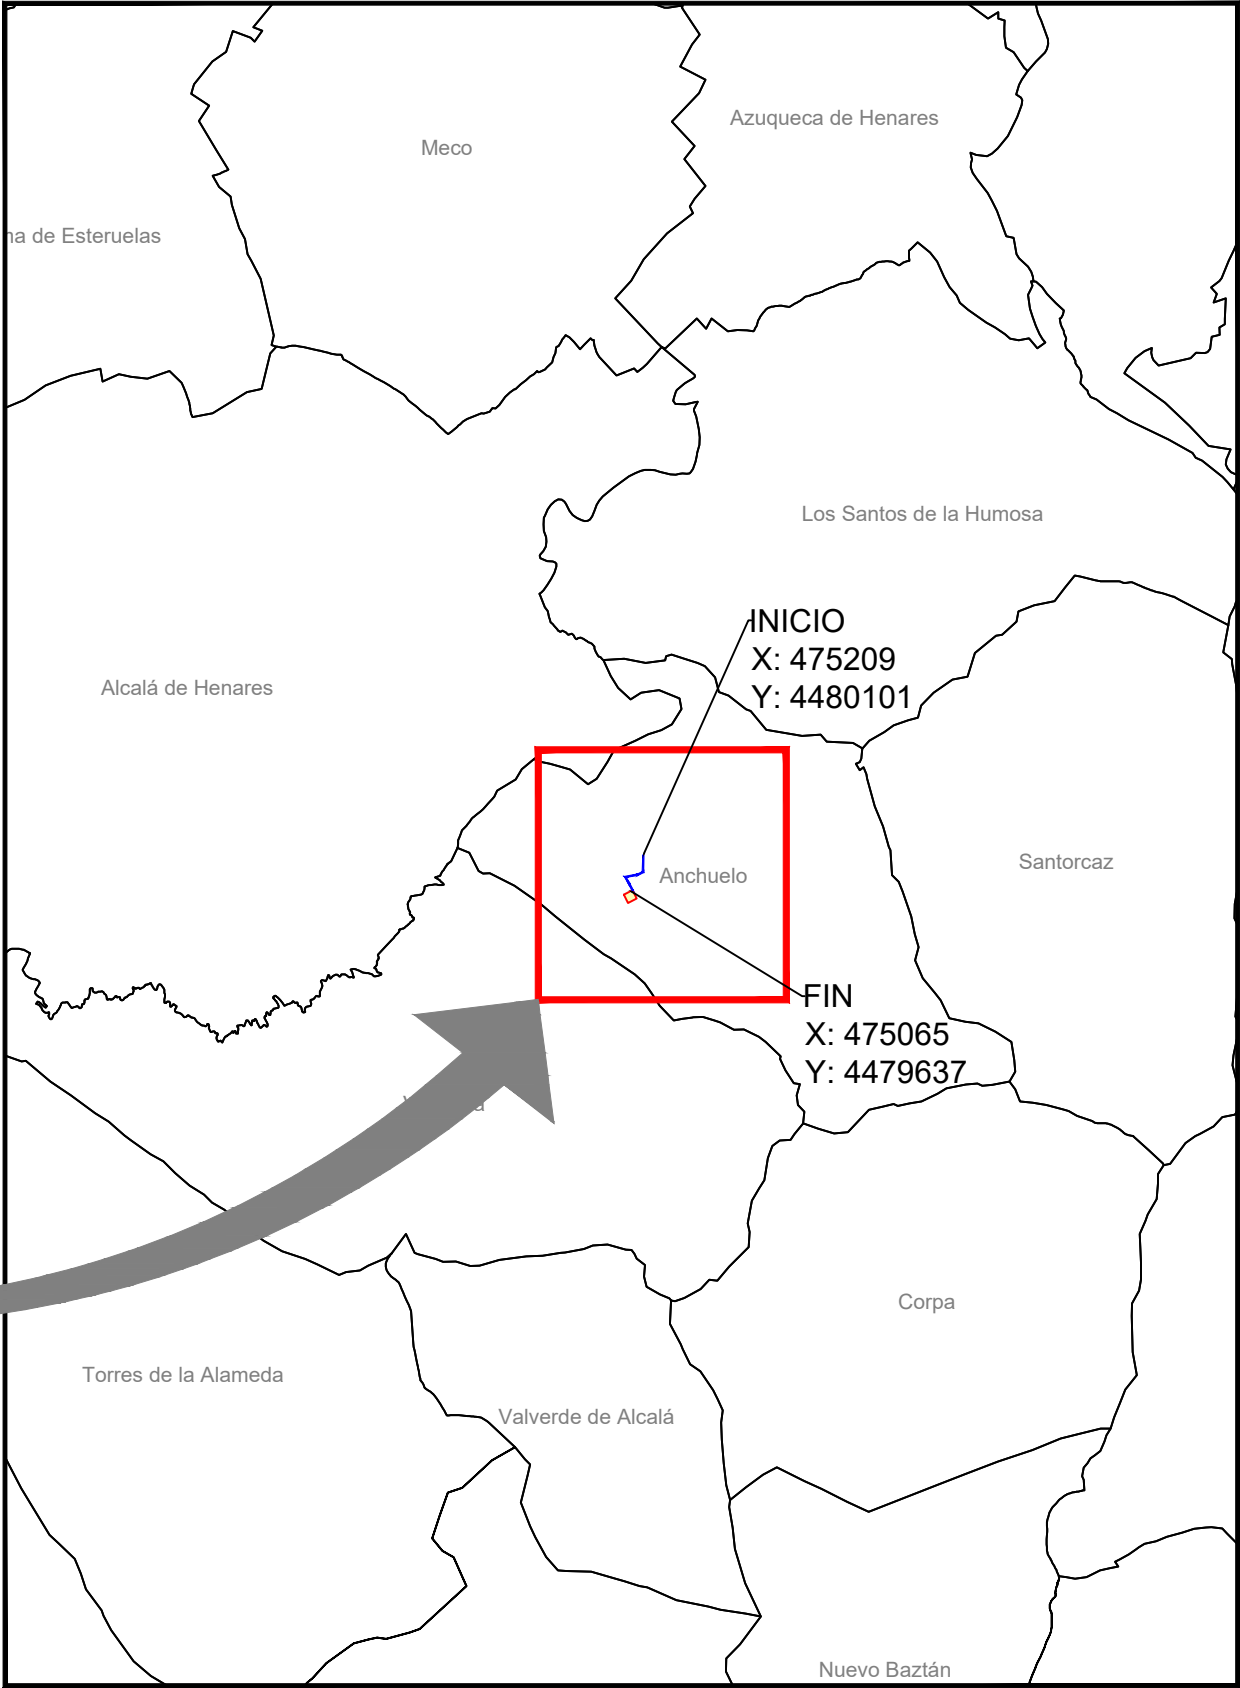 Azuqueca de Henares
Meco
na de Esteruelas
Los Santos de la Humosa
INICIO
X: 475209
Y: 4480101
Alcalá de Henares
Santorcaz
Anchuelo
FIN
X: 475065
Y: 4479637
Corpa
Torres de la Alameda
Valverde de Alcalá
Nuevo Baztán